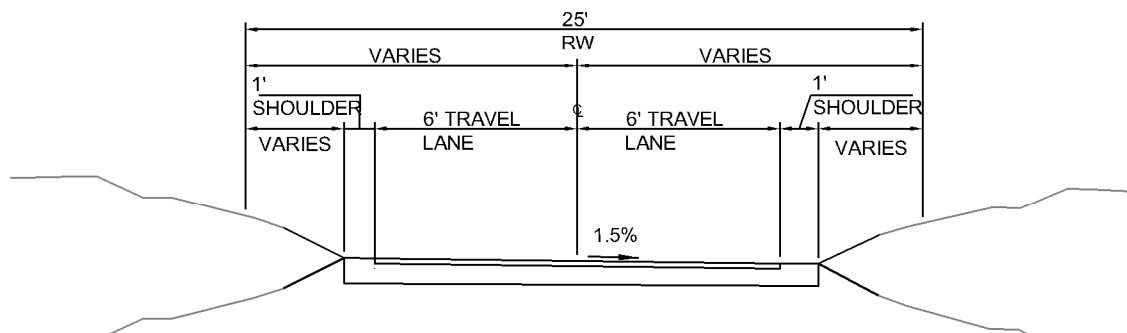 25'
RW
VARIES
VARIES
1'
SHOULDER
1'
SHOULDER
℄
6' TRAVEL
LANE
6' TRAVEL
LANE
VARIES
VARIES
1.5%